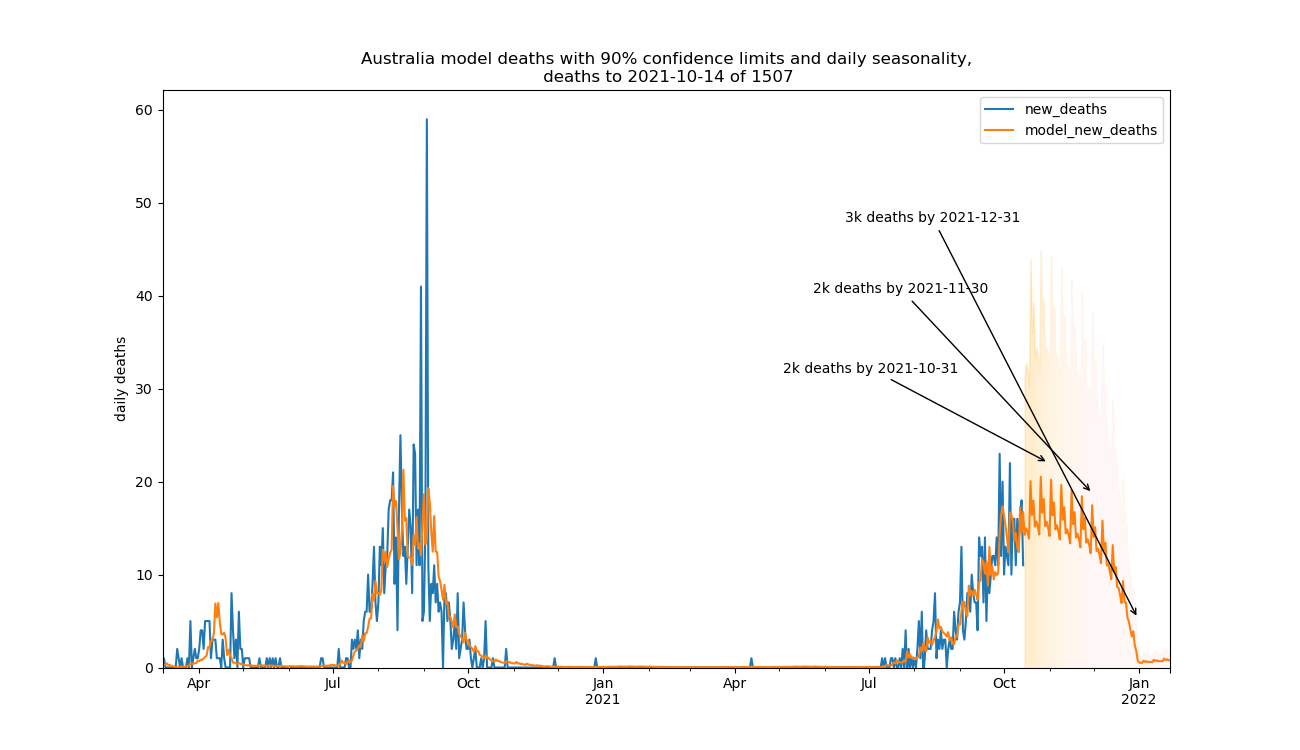 Australia model deaths with 90% confidence limits and daily seasonality,
deaths to 2021-10-14 of 1507
new_deaths
model_new_deaths
daily deaths
60
50
40
30
20
10
0
3k deaths by 2021-12-31
2k deaths by 2021-11-30
2k deaths by 2021-10-31
Apr
Jul
Oct
Jan
2021
Apr
Jul
Oct
Jan
2022